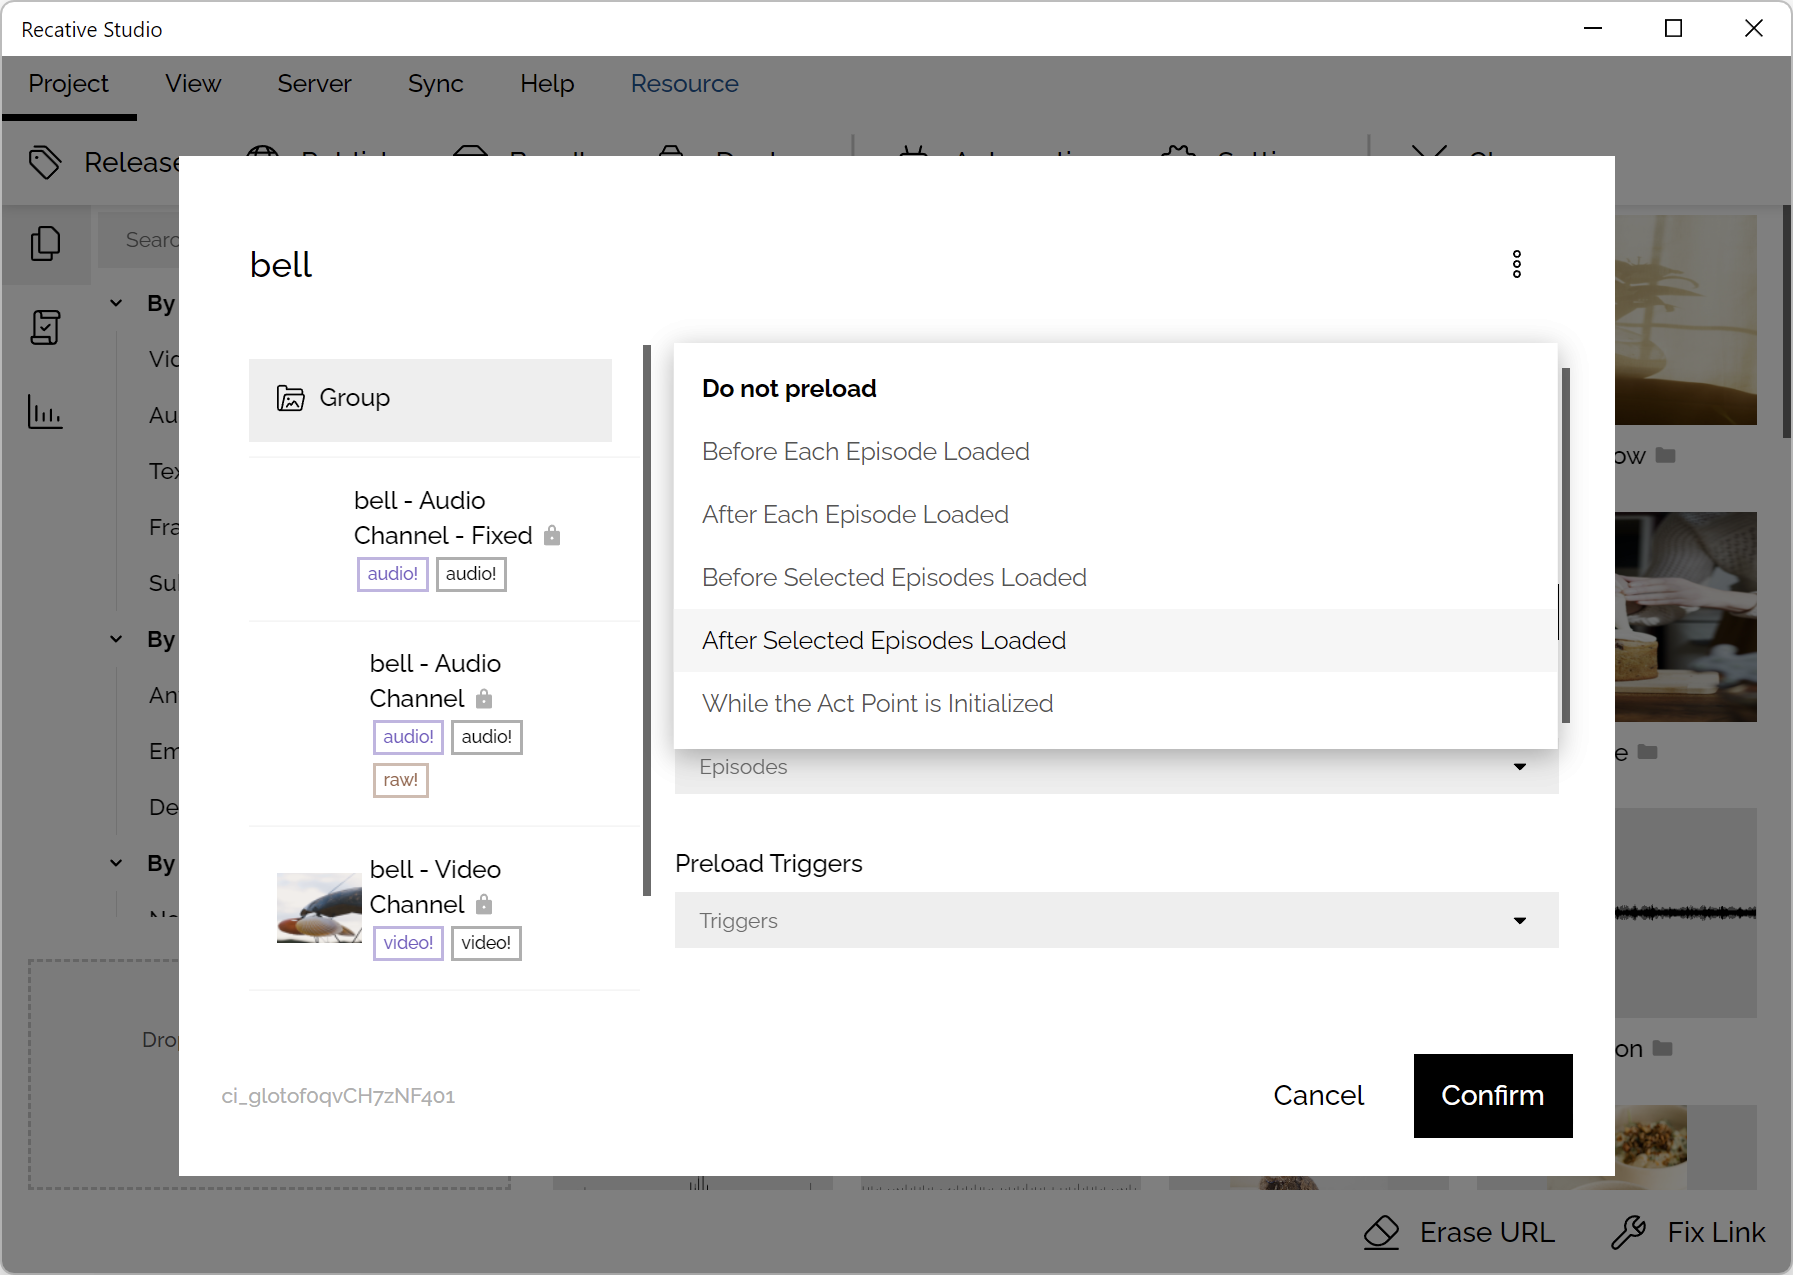 Recative Studio
Project View Server Sync Help Resource
Release
Searc
By
Vid
Au
Tex
Fra
Sul
By
An
Em
De
By
Drop
bell
Group
bell - Audio
Channel - Fixed
audio! audio!
bell - Audio
Channel
audio! audio!
raw!
bell - Video
Channel
video! video!
Do not preload
Before Each Episode Loaded
After Each Episode Loaded
Before Selected Episodes Loaded
After Selected Episodes Loaded
While the Act Point is Initialized
Episodes
Preload Triggers
Triggers
ow
e
on
ci_glotofoqvCH7zNF401
Cancel Confirm
Erase URL Fix Link